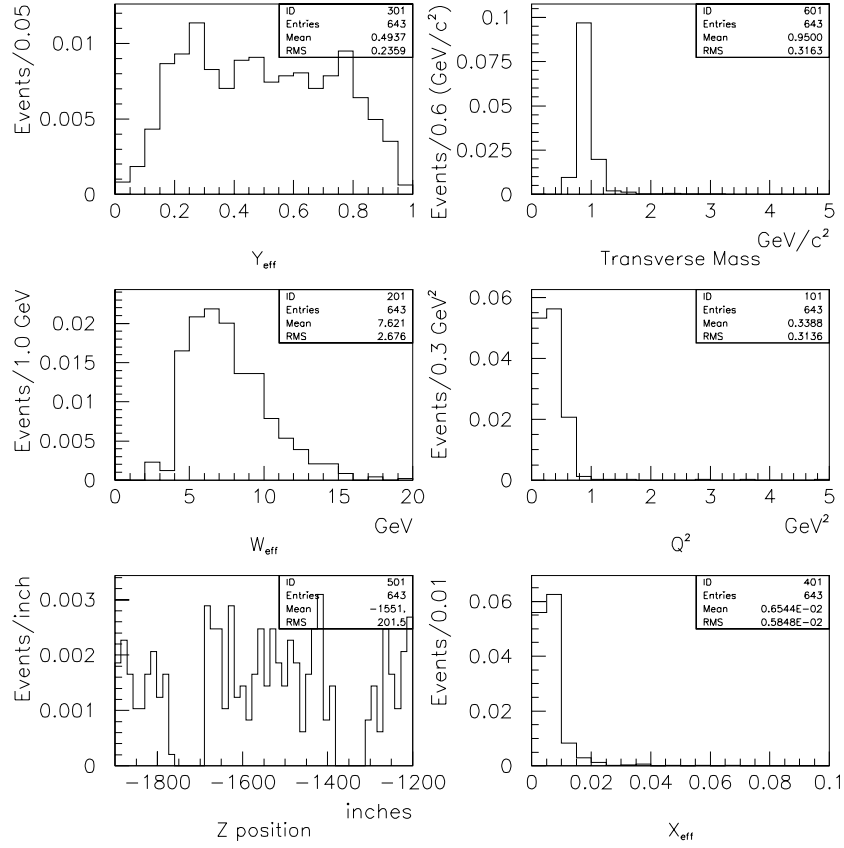 Events/0.05
0.01
0.005
0
ID 301
Entries 643
Mean 0.4937
RMS 0.2359
0 0.2 0.4 0.6 0.8 1
Y_eff
Events/0.6 (GeV/c²)
0.1
0.075
0.05
0.025
0
ID 601
Entries 643
Mean 0.9500
RMS 0.3163
0 1 2 3 4 5
GeV/c²
Transverse Mass
Events/1.0 GeV
0.02
0.015
0.01
0.005
0
ID 201
Entries 643
Mean 7.621
RMS 2.676
0 5 10 15 20
GeV
W_eff
Events/0.3 GeV²
0.06
0.04
0.02
0
ID 101
Entries 643
Mean 0.3388
RMS 0.3136
0 1 2 3 4 5
GeV²
Q²
Events/inch
0.003
0.002
0.001
0
ID 501
Entries 643
Mean -1551.
RMS 201.5
-1800 -1600 -1400 -1200
inches
Z position
Events/0.01
0.06
0.04
0.02
0
ID 401
Entries 643
Mean 0.6544E-02
RMS 0.5848E-02
0 0.02 0.04 0.06 0.08 0.1
X_eff